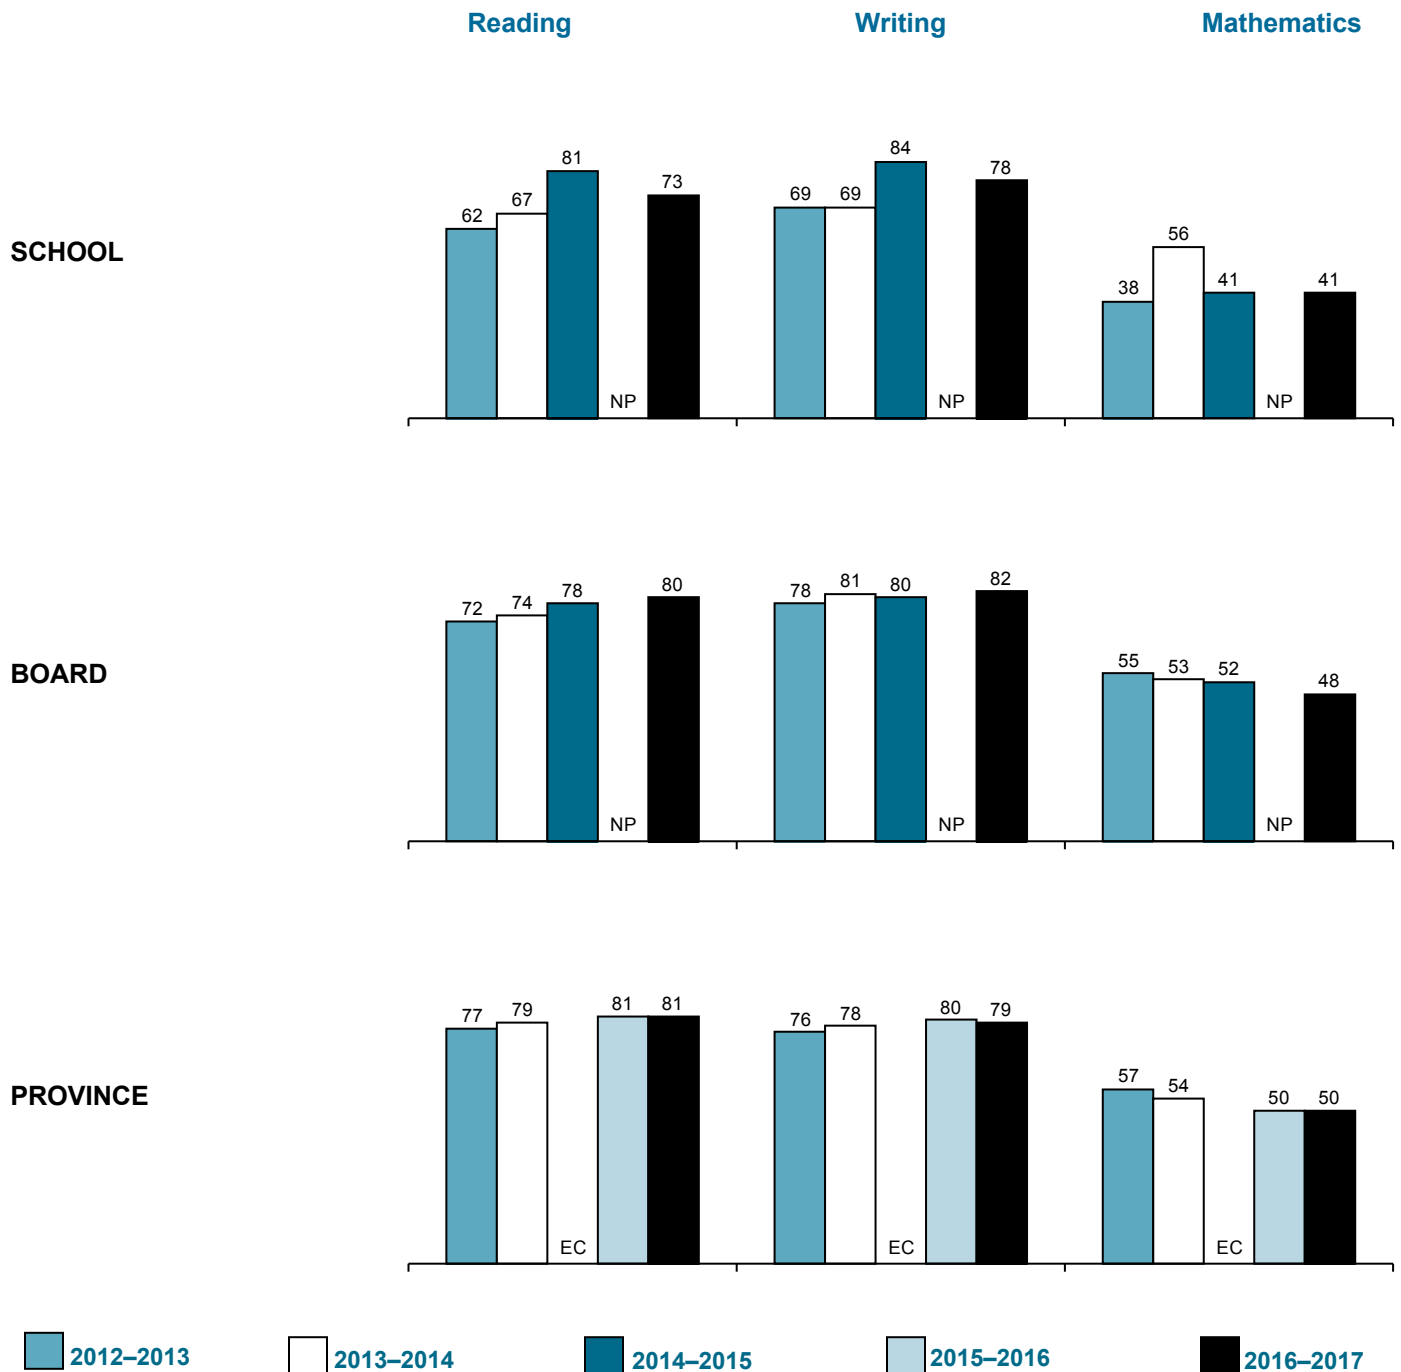 Reading Writing Mathematics
SCHOOL
62 67 81 NP 73
69 69 84 NP 78
38 56 41 NP 41
BOARD
72 74 78 NP 80
78 81 80 NP 82
55 53 52 NP 48
PROVINCE
77 79 EC 81 81
76 78 EC 80 79
57 54 EC 50 50
2012–2013 2013–2014 2014–2015 2015–2016 2016–2017